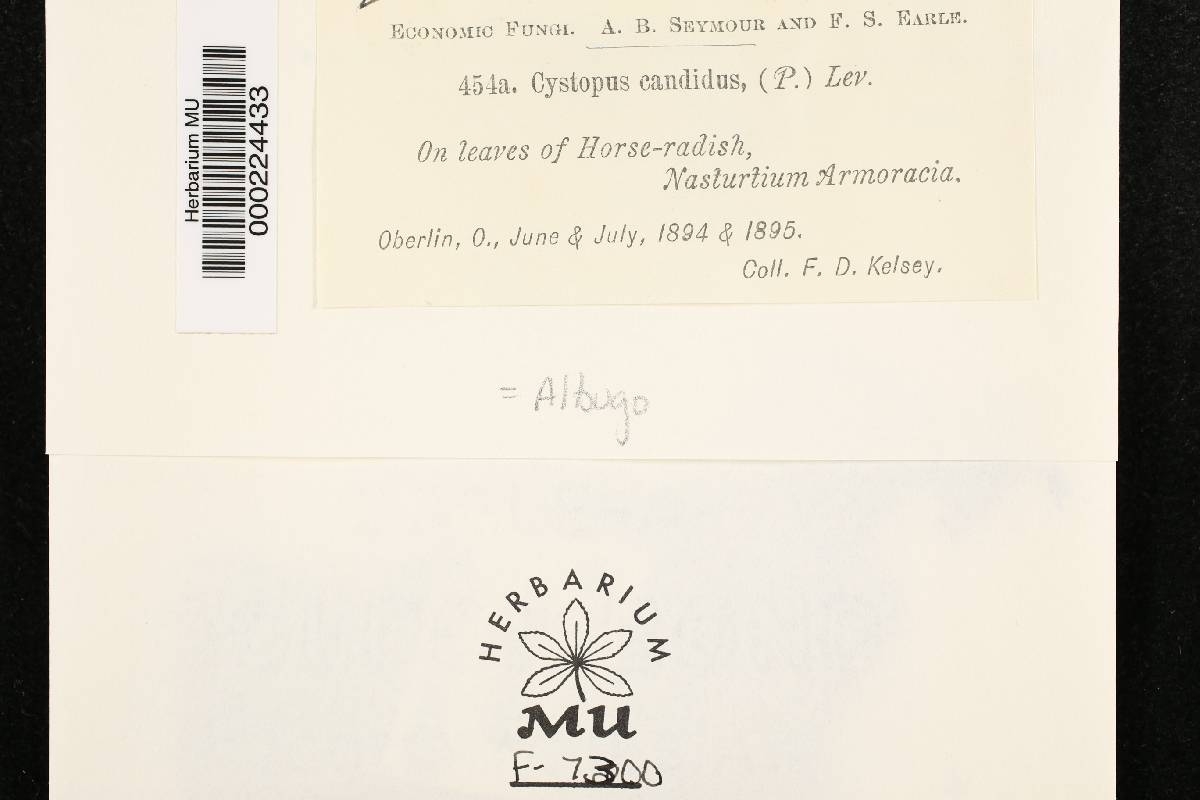 Economic Fungi. A. B. Seymour and F. S. Earle.
454a. Cystopus candidus, (P.) Lev.
On leaves of Horse-radish,
Nasturtium Armoracia.
Oberlin, O., June & July, 1894 & 1895.
Coll. F. D. Kelsey.
Herbarium MU
000224433
= Albugo
HERBARIUM
MU
F-7300